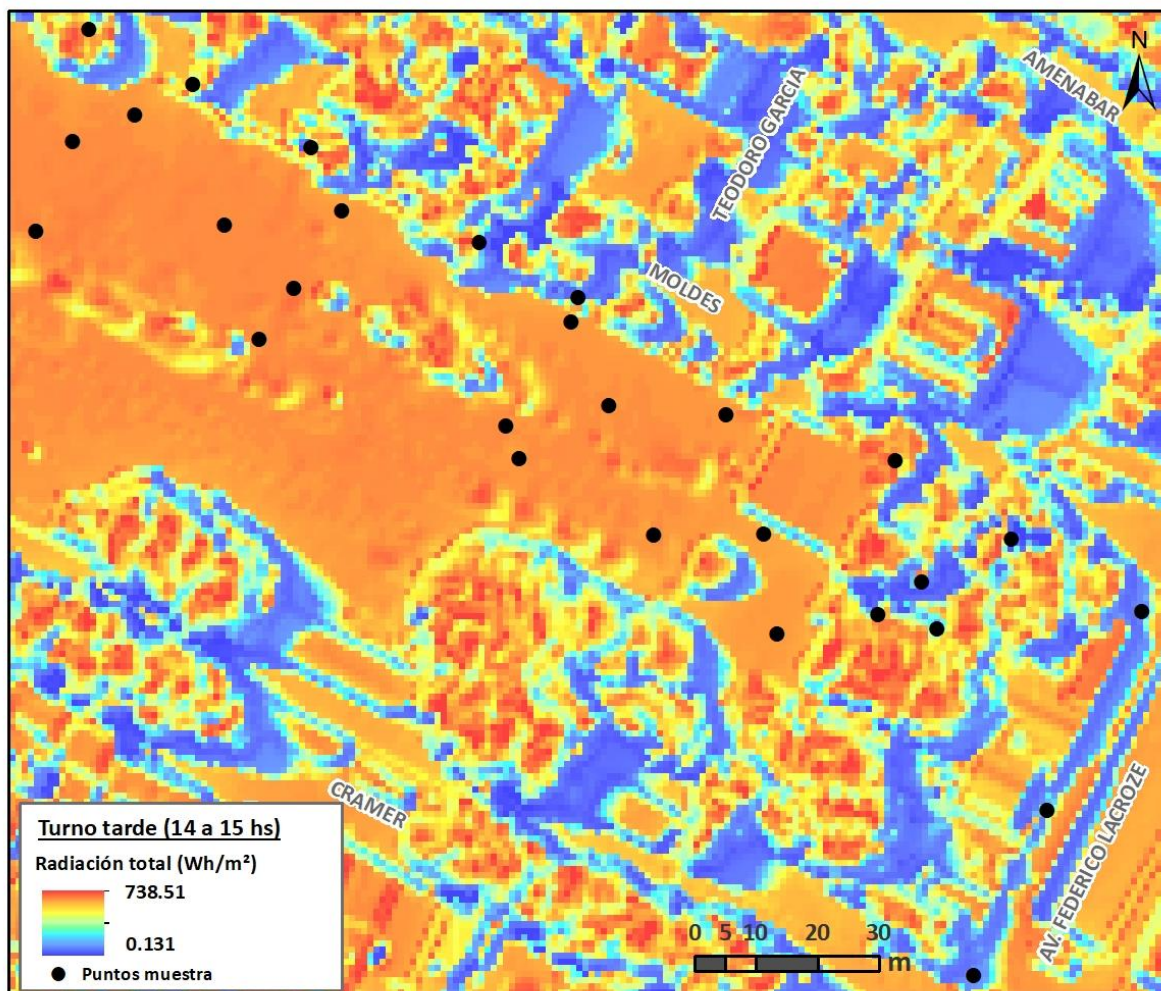 N
AMENABAR
TEODORO GARCIA
MOLDES
CRAMER
AV. FEDERICO LACROZE
Turno tarde (14 a 15 hs)
Radiación total (Wh/m²)
738.51
0.131
Puntos muestra
0 5 10 20 30
m